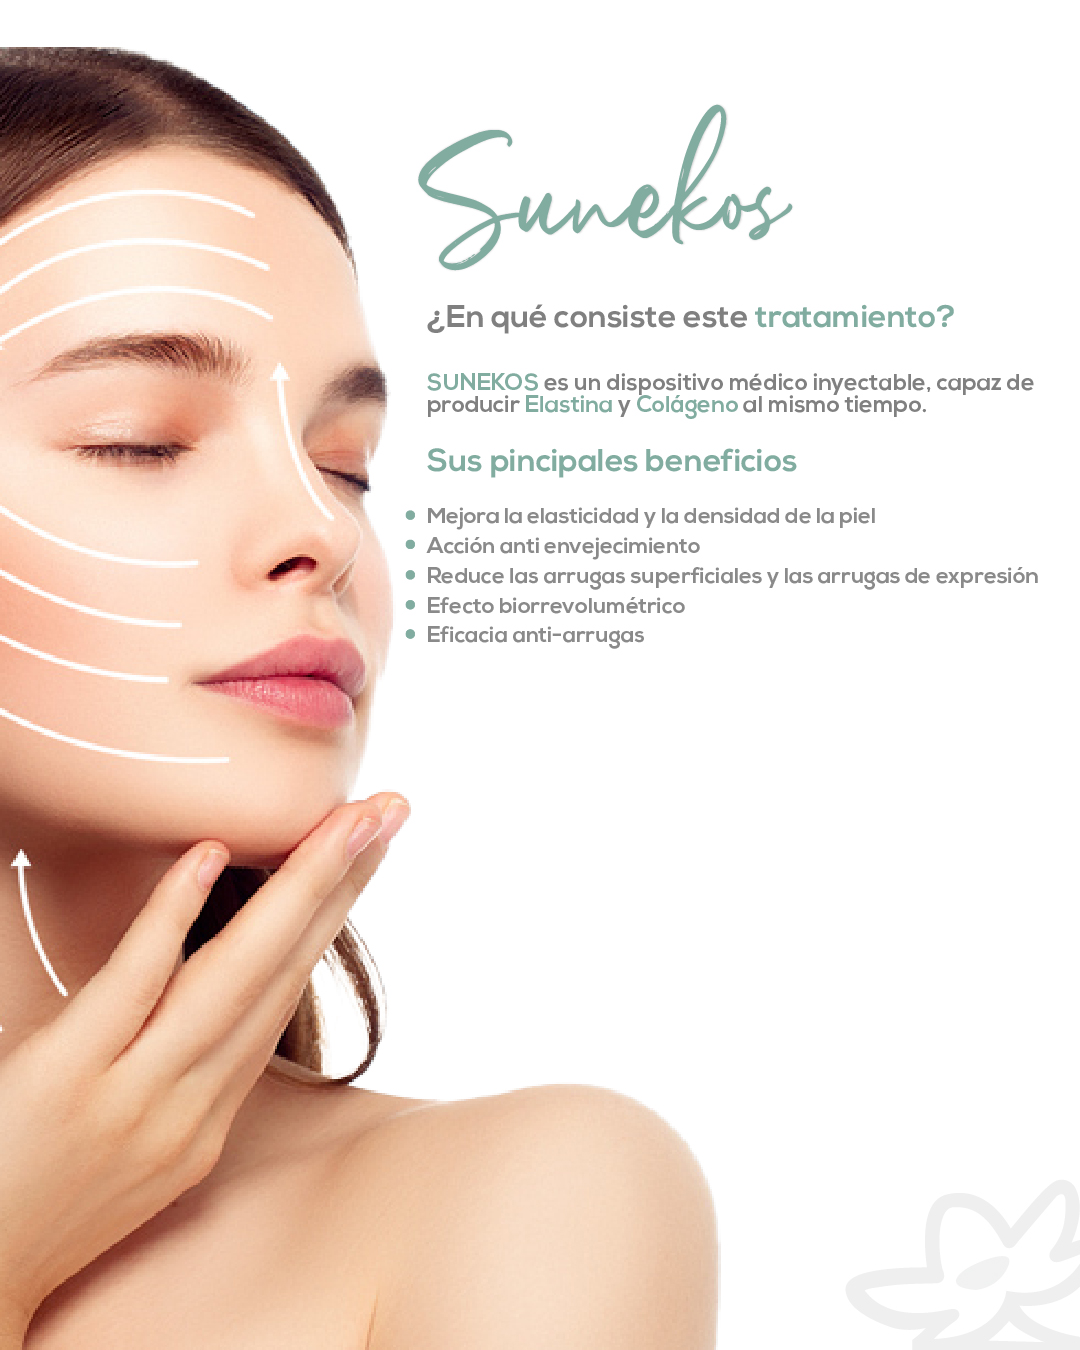 Sunekos
¿En qué consiste este tratamiento?
SUNEKOS es un dispositivo médico inyectable, capaz de
producir Elastina y Colágeno al mismo tiempo.
Sus pincipales beneficios
• Mejora la elasticidad y la densidad de la piel
• Acción anti envejecimiento
• Reduce las arrugas superficiales y las arrugas de expresión
• Efecto biorrevolumétrico
• Eficacia anti-arrugas